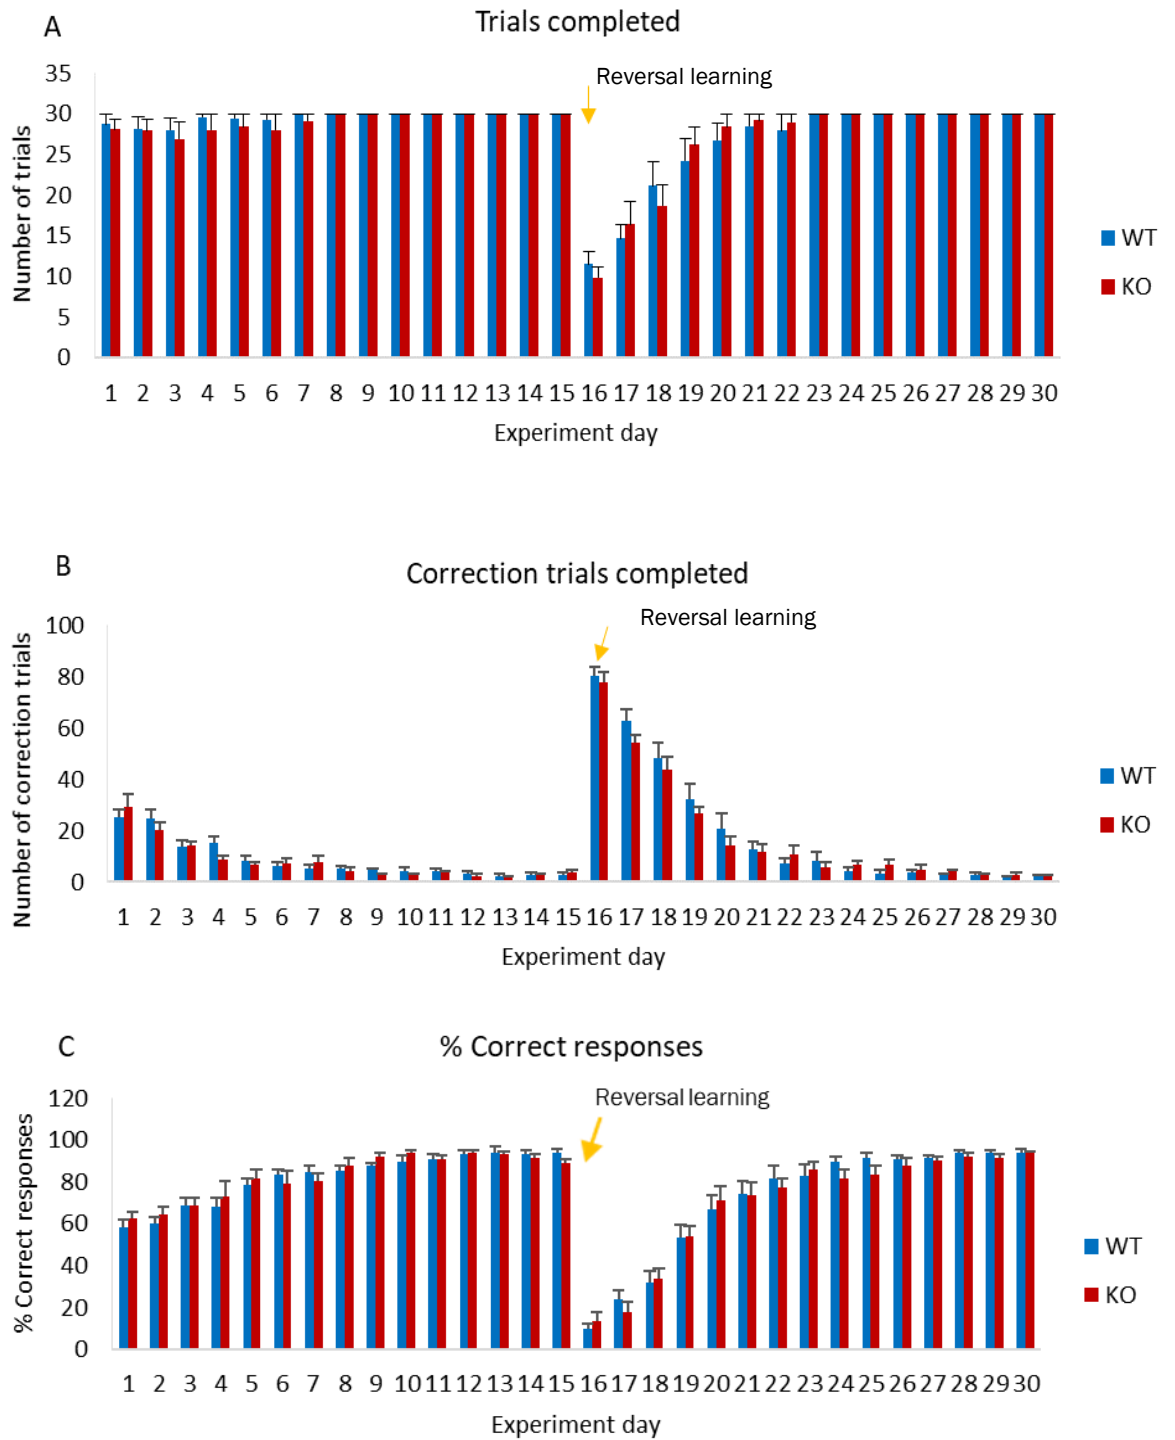 A
Trials completed
Reversal learning
Number of trials
35
30
25
20
15
10
5
0
1 2 3 4 5 6 7 8 9 10 11 12 13 14 15 16 17 18 19 20 21 22 23 24 25 26 27 28 29 30
Experiment day
WT
KO
B
Correction trials completed
Reversal learning
Number of correction trials
100
80
60
40
20
0
1 2 3 4 5 6 7 8 9 10 11 12 13 14 15 16 17 18 19 20 21 22 23 24 25 26 27 28 29 30
Experiment day
WT
KO
C
% Correct responses
Reversal learning
% Correct responses
120
100
80
60
40
20
0
1 2 3 4 5 6 7 8 9 10 11 12 13 14 15 16 17 18 19 20 21 22 23 24 25 26 27 28 29 30
Experiment day
WT
KO